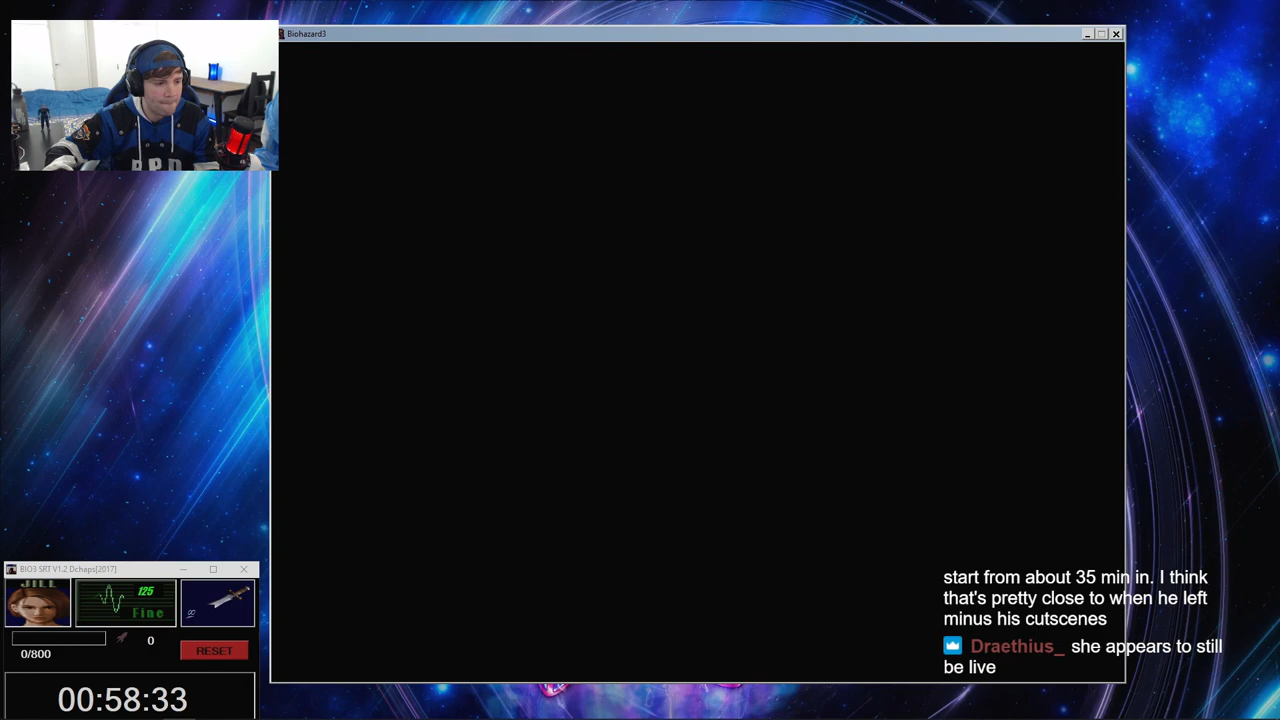 Biohazard3
start from about 35 min in. I think
that's pretty close to when he left
minus his cutscenes
Draethius_ she appears to still
be live
BIO3 SRT V1.2 Dchaps[2017]
JILL
125
Fine
∞
0
0/800
RESET
00:58:33